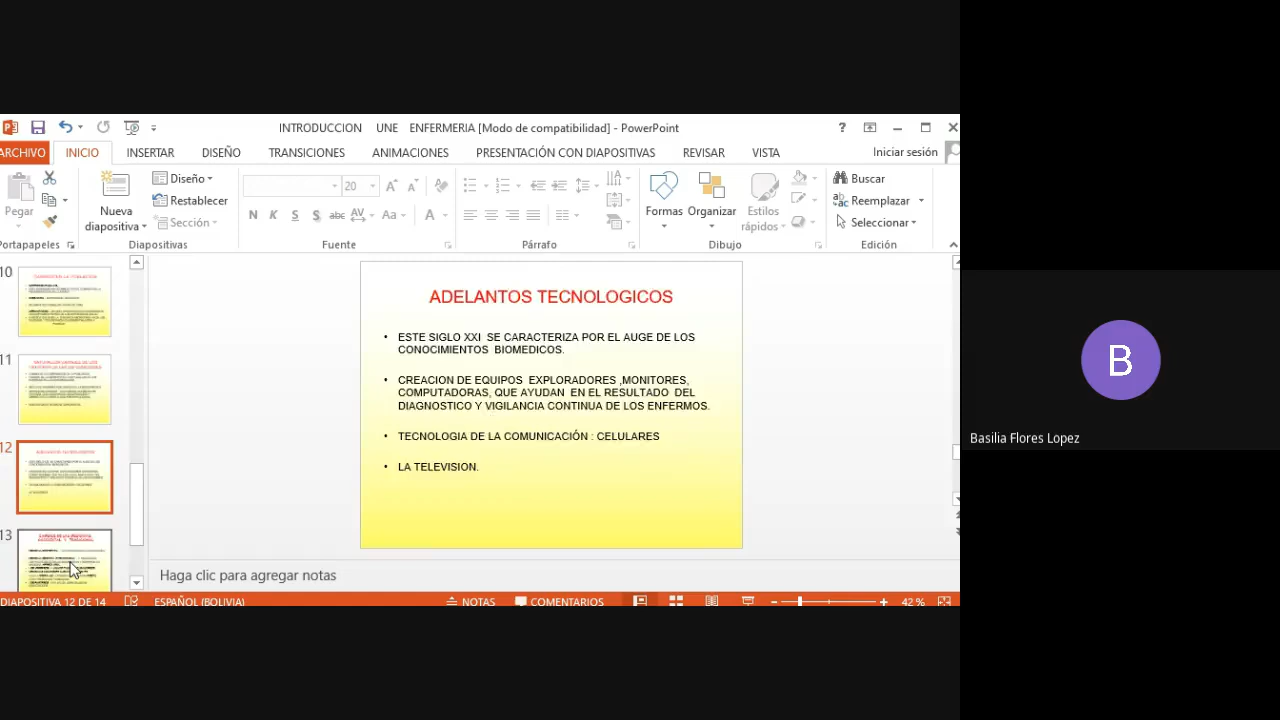 INTRODUCCION UNE ENFERMERIA [Modo de compatibilidad] - PowerPoint
ARCHIVO INICIO INSERTAR DISEÑO TRANSICIONES ANIMACIONES PRESENTACIÓN CON DIAPOSITIVAS REVISAR VISTA Iniciar sesión
Pegar
Nueva
diapositiva
Diseño
Restablecer
Sección
20
N K S S abc AV Aa A
Formas Organizar Estilos
rápidos
Buscar
Reemplazar
Seleccionar
Portapapeles Diapositivas Fuente Párrafo Dibujo Edición
10
11
12
13
ADELANTOS TECNOLOGICOS
• ESTE SIGLO XXI SE CARACTERIZA POR EL AUGE DE LOS
CONOCIMIENTOS BIOMEDICOS.
• CREACION DE EQUIPOS EXPLORADORES ,MONITORES,
COMPUTADORAS, QUE AYUDAN EN EL RESULTADO DEL
DIAGNOSTICO Y VIGILANCIA CONTINUA DE LOS ENFERMOS.
• TECNOLOGIA DE LA COMUNICACIÓN : CELULARES
• LA TELEVISION.
Haga clic para agregar notas
DIAPOSITIVA 12 DE 14 ESPAÑOL (BOLIVIA) NOTAS COMENTARIOS 42 %
B
Basilia Flores Lopez